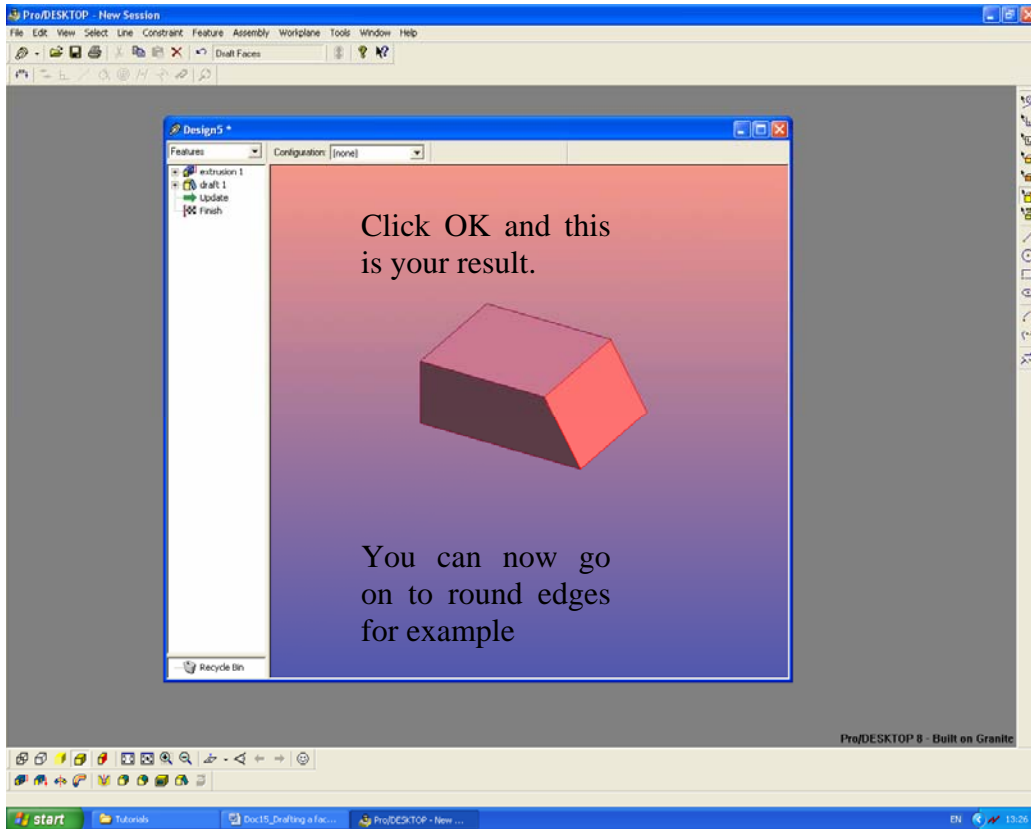 Pro/DESKTOP - New Session
File Edit View Select Line Constraint Feature Assembly Workplane Tools Window Help
Draft Faces
Design5 *
Features
Configuration: (none)
extrusion 1
draft 1
Update
Finish
Click OK and this
is your result.
You can now go
on to round edges
for example
Recycle Bin
Pro/DESKTOP 8 - Built on Granite
start
Tutorials
Doc15_Drafting a fac...
Pro/DESKTOP - New ...
EN
13:26